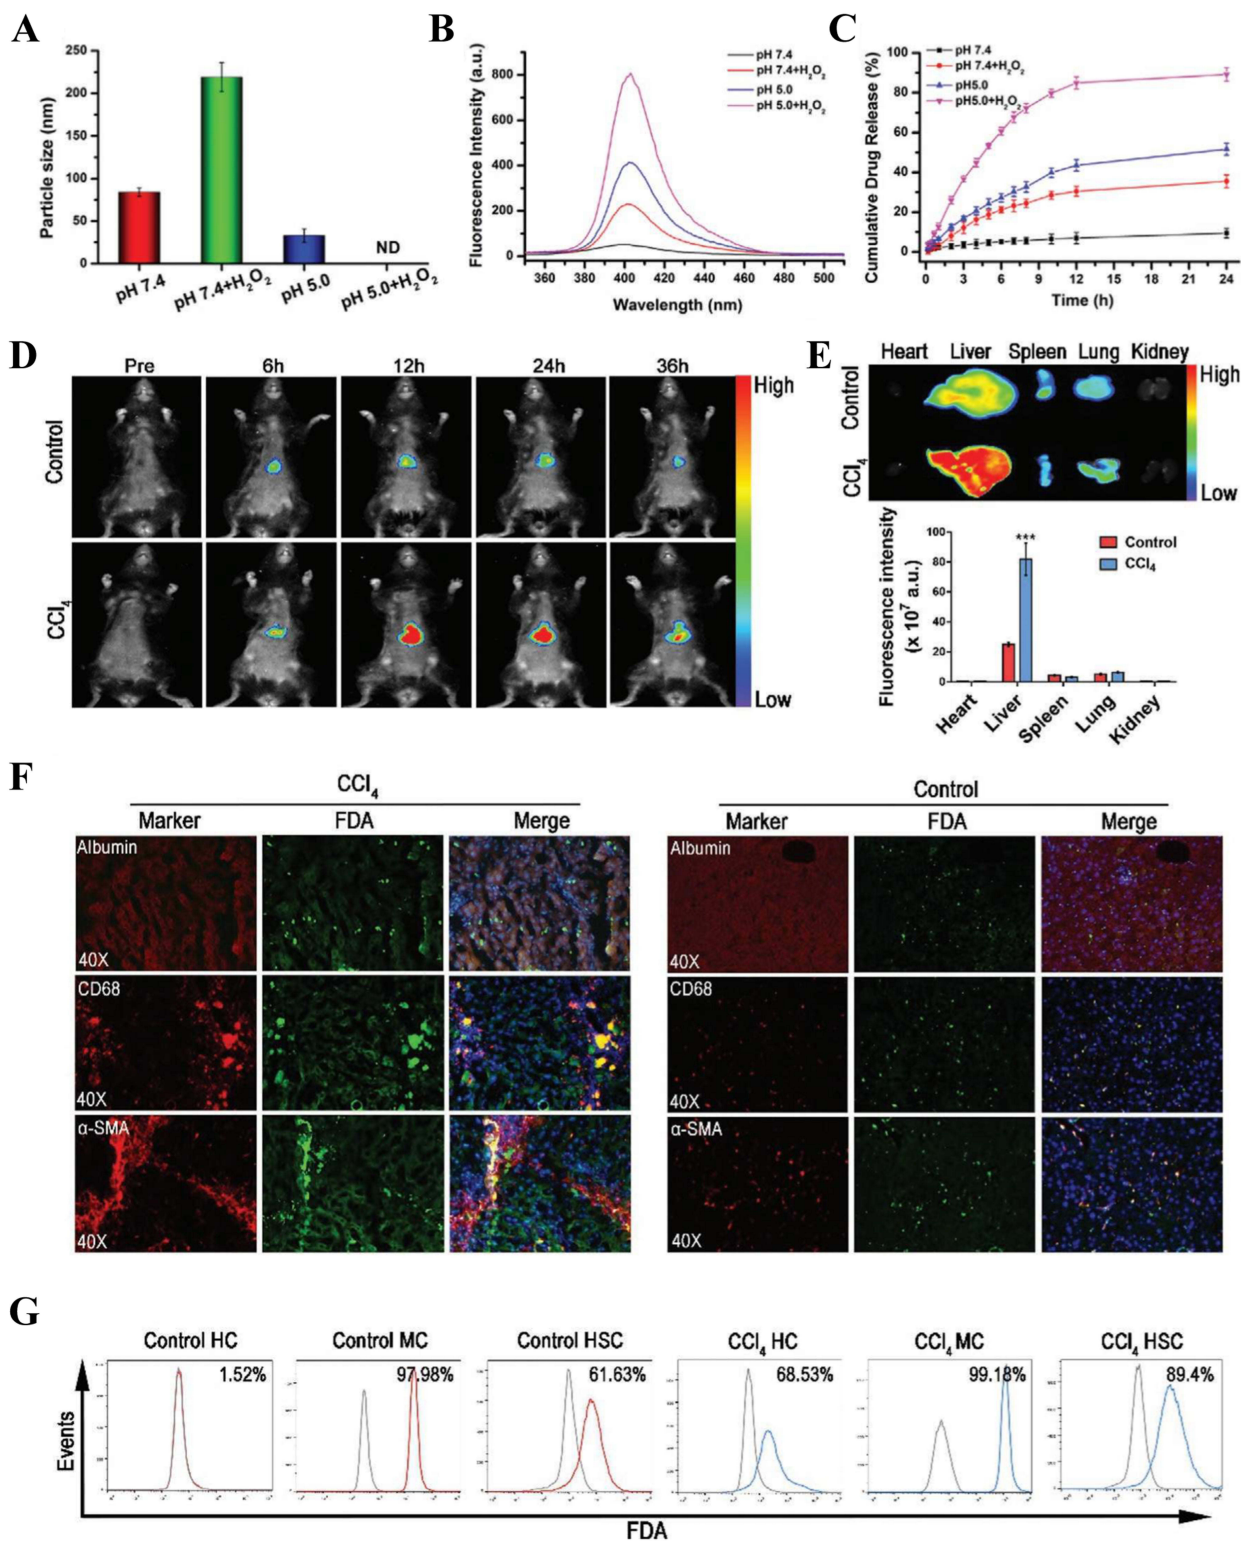 A
Particle size (nm)
250
200
150
100
50
0
ND
pH 7.4
pH 7.4+H₂O₂
pH 5.0
pH 5.0+H₂O₂
B
Fluorescence Intensity (a.u.)
800
600
400
200
0
pH 7.4
pH 7.4+H₂O₂
pH 5.0
pH 5.0+H₂O₂
360 380 400 420 440 460 480 500
Wavelength (nm)
C
Cumulative Drug Release (%)
100
80
60
40
20
0
pH 7.4
pH 7.4+H₂O₂
pH5.0
pH5.0+H₂O₂
0 3 6 9 12 15 18 21 24
Time (h)
D
Pre 6h 12h 24h 36h
Control
CCl₄
High
Low
E
Heart Liver Spleen Lung Kidney
Control
CCl₄
High
Low
Fluorescence intensity
(x 10⁷ a.u.)
100
80
60
40
20
0
***
Control
CCl₄
Heart
Liver
Spleen
Lung
Kidney
F
CCl₄
Marker FDA Merge
Albumin
40X
CD68
40X
α-SMA
40X
Control
Marker FDA Merge
Albumin
40X
CD68
40X
α-SMA
40X
G
Control HC Control MC Control HSC CCl₄ HC CCl₄ MC CCl₄ HSC
1.52% 97.98% 61.63% 68.53% 99.18% 89.4%
Events
FDA